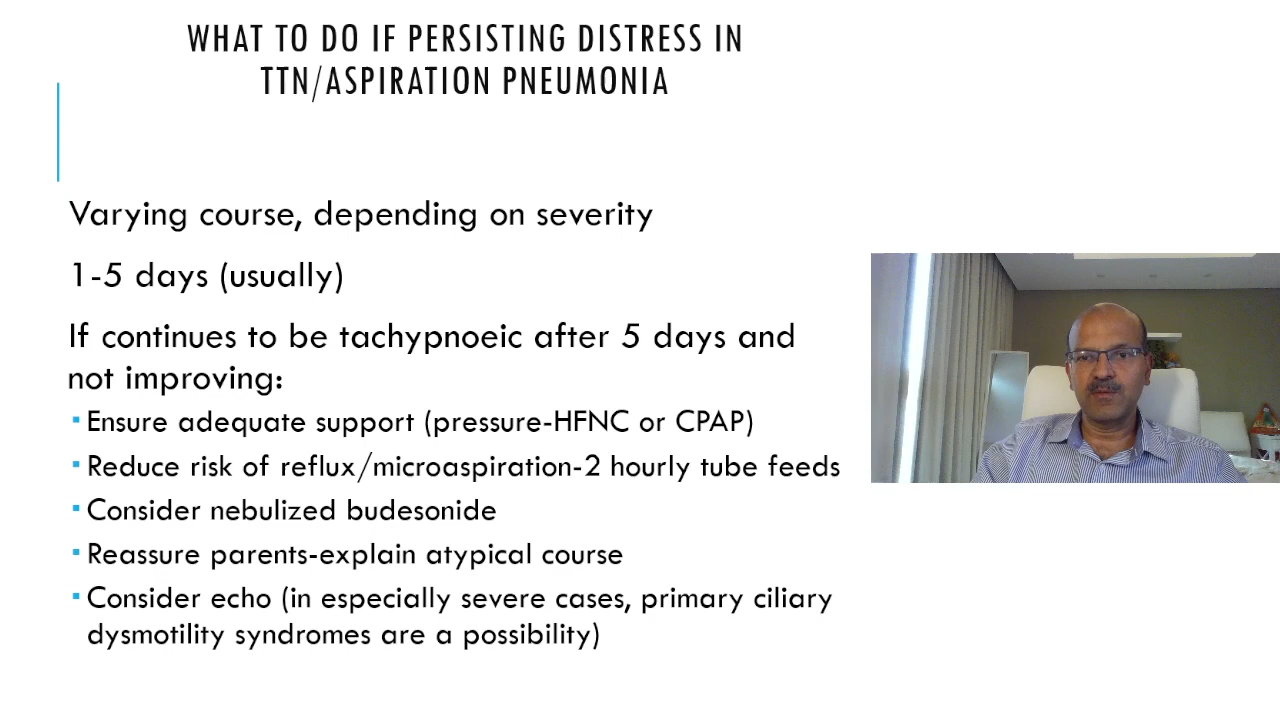 WHAT TO DO IF PERSISTING DISTRESS IN
TTN/ASPIRATION PNEUMONIA
Varying course, depending on severity
1-5 days (usually)
If continues to be tachypnoeic after 5 days and
not improving:
▪ Ensure adequate support (pressure-HFNC or CPAP)
▪ Reduce risk of reflux/microaspiration-2 hourly tube feeds
▪ Consider nebulized budesonide
▪ Reassure parents-explain atypical course
▪ Consider echo (in especially severe cases, primary ciliary
dysmotility syndromes are a possibility)